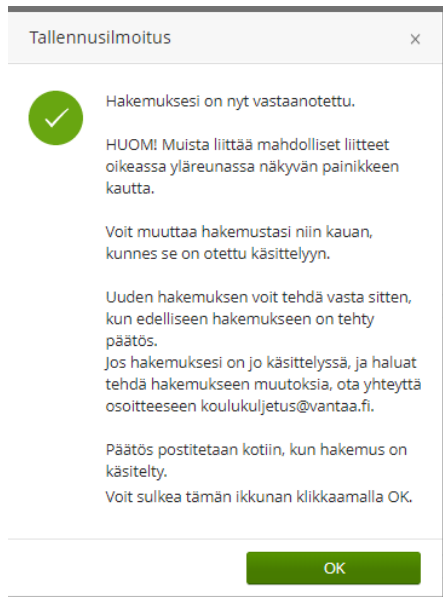 Tallennusilmoitus
Hakemuksesi on nyt vastaanotettu.
HUOM! Muista liittää mahdolliset liitteet
oikeassa yläreunassa näkyvän painikkeen
kautta.
Voit muuttaa hakemustasi niin kauan,
kunnes se on otettu käsittelyyn.
Uuden hakemuksen voit tehdä vasta sitten,
kun edelliseen hakemukseen on tehty
päätös.
Jos hakemuksesi on jo käsittelyssä, ja haluat
tehdä hakemukseen muutoksia, ota yhteyttä
osoitteeseen koulukuljetus@vantaa.fi.
Päätös postitetaan kotiin, kun hakemus on
käsitelty.
Voit sulkea tämän ikkunan klikkaamalla OK.
OK